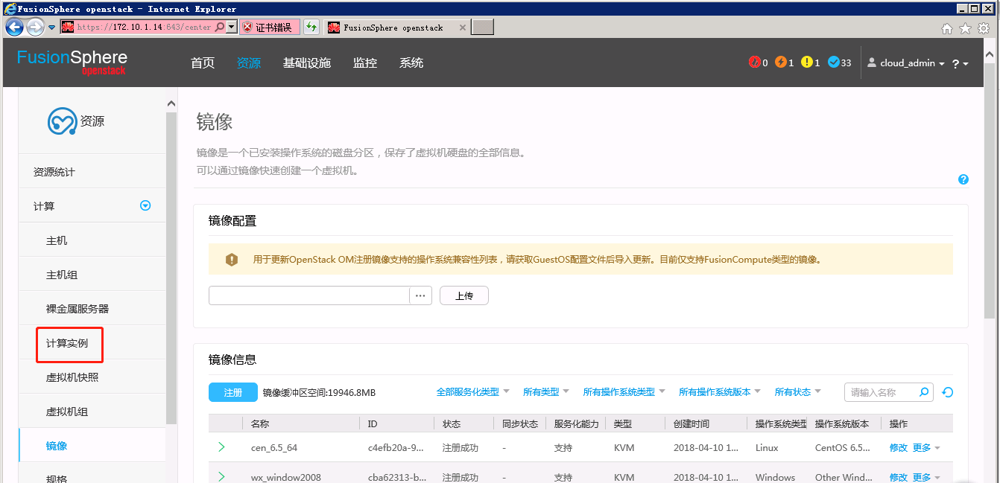 FusionSphere openstack - Internet Explorer
https://172.10.1.14:643/center
证书错误
FusionSphere openstack
FusionSphere
openstack
首页 资源 基础设施 监控 系统
0 1 1 33 cloud_admin ?
资源
资源统计
计算
主机
主机组
裸金属服务器
计算实例
虚拟机快照
虚拟机组
镜像
规格
镜像
镜像是一个已安装操作系统的磁盘分区，保存了虚拟机硬盘的全部信息。
可以通过镜像快速创建一个虚拟机。
镜像配置
用于更新OpenStack OM注册镜像支持的操作系统兼容性列表，请获取GuestOS配置文件后导入更新。目前仅支持FusionCompute类型的镜像。
... 上传
镜像信息
注册 镜像缓冲区空间:19946.8MB 全部服务化类型 所有类型 所有操作系统类型 所有操作系统版本 所有状态 请输入名称
名称 ID 状态 同步状态 服务化能力 类型 创建时间 操作系统类型 操作系统版本 操作
cen_6.5_64 c4efb20a-9... 注册成功 - 支持 KVM 2018-04-10 1... Linux CentOS 6.5... 修改 更多
wx_window2008 cba62313-b... 注册成功 - 支持 KVM 2018-04-10 1... Windows Other Wind... 修改 更多